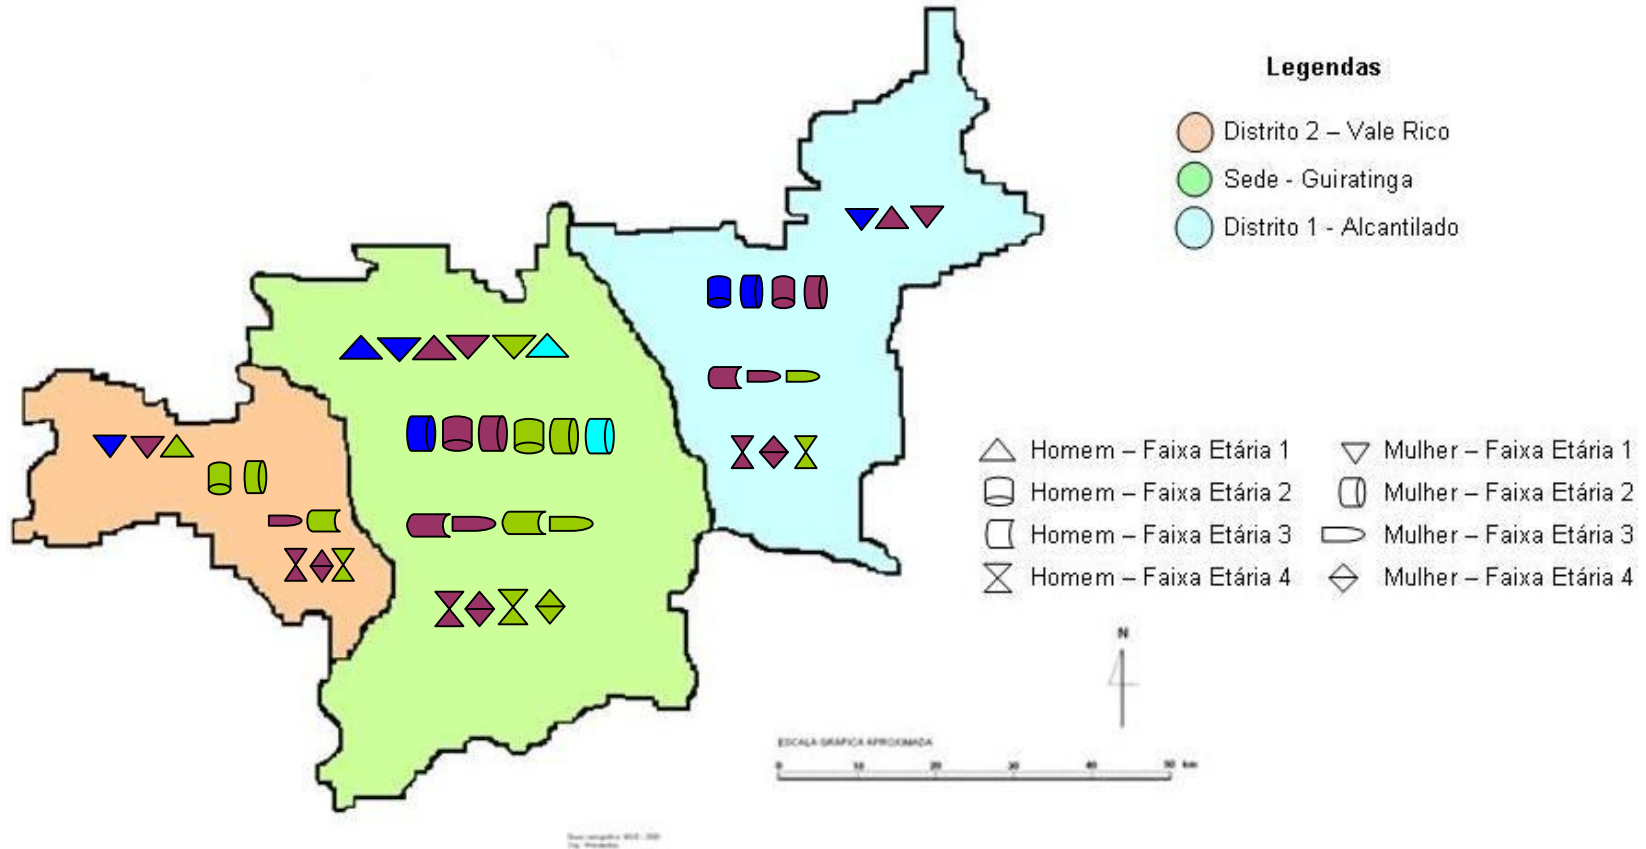 Legendas
Distrito 2 – Vale Rico
Sede - Guiratinga
Distrito 1 - Alcantilado
Homem – Faixa Etária 1
Mulher – Faixa Etária 1
Homem – Faixa Etária 2
Mulher – Faixa Etária 2
Homem – Faixa Etária 3
Mulher – Faixa Etária 3
Homem – Faixa Etária 4
Mulher – Faixa Etária 4
N
ESCALA GRÁFICA APROXIMADA
0 10 20 30 40 50 km